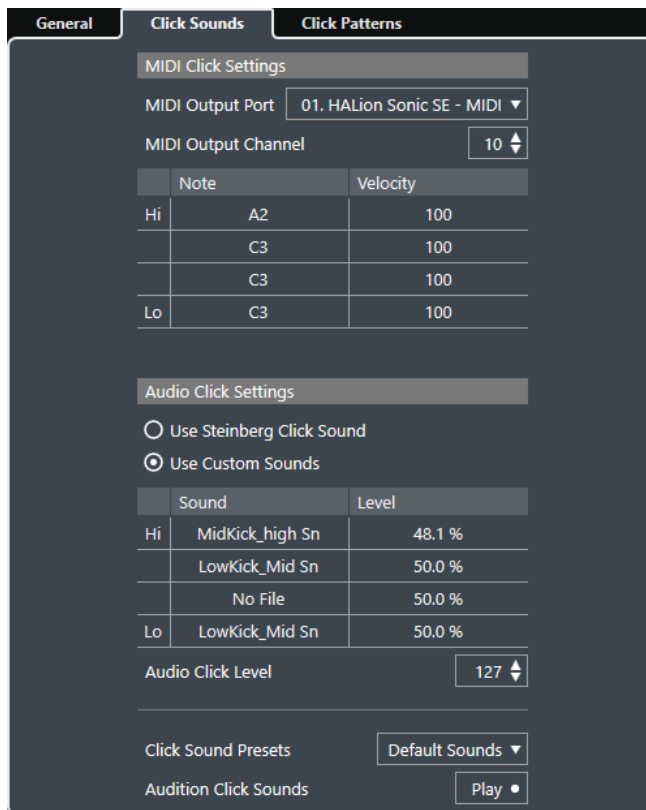 General Click Sounds Click Patterns
MIDI Click Settings
MIDI Output Port 01. HALion Sonic SE - MIDI
MIDI Output Channel 10
Note Velocity
Hi A2 100
C3 100
C3 100
Lo C3 100
Audio Click Settings
Use Steinberg Click Sound
Use Custom Sounds
Sound Level
Hi MidKick_high Sn 48.1 %
LowKick_Mid Sn 50.0 %
No File 50.0 %
Lo LowKick_Mid Sn 50.0 %
Audio Click Level 127
Click Sound Presets Default Sounds
Audition Click Sounds Play